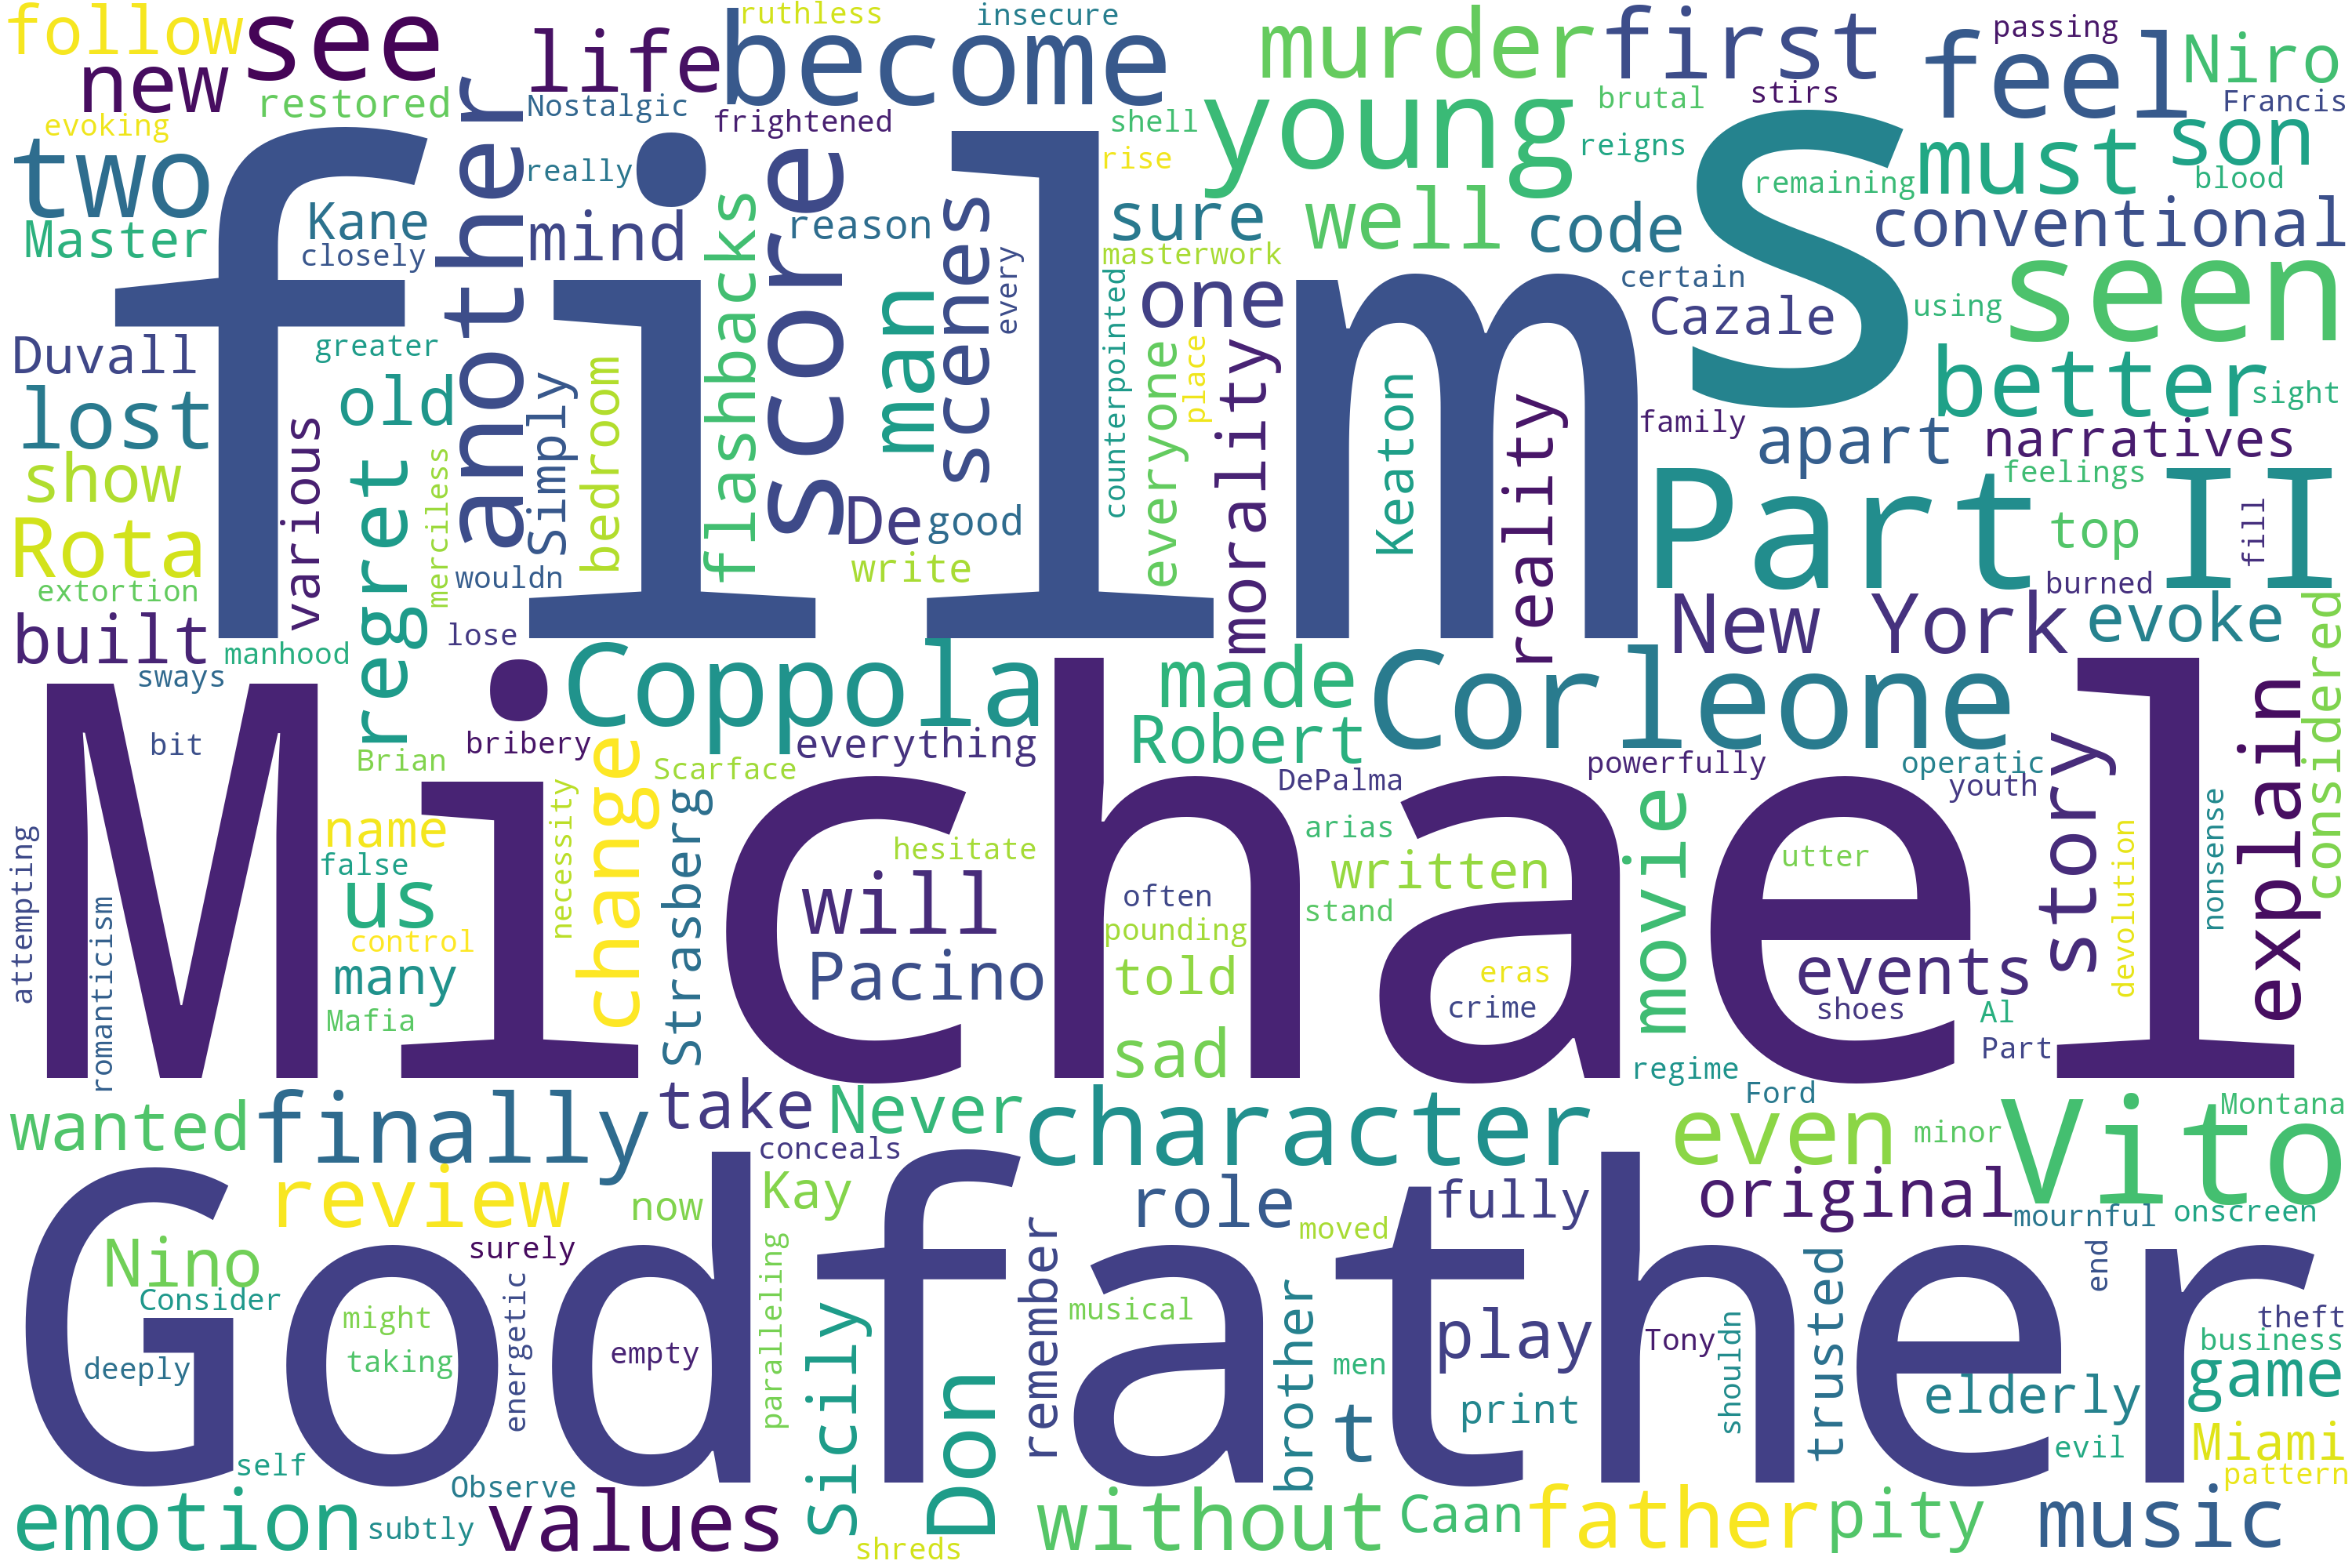 follow
see
new
restored
evoking
two
Master
Kane
closely
life
Nostalgic
really
mind
another
become
ruthless
insecure
frightened
score
reason
flashbacks
man
scenes
every
murder
first
young
shell
rise
sure
masterwork
well
code
brutal
stirs
reigns
one
feel
passing
Niro
Francis
must
son
blood
remaining
conventional
certain
Cazale
using
seen
film
S
Duvall
greater
lost
old
various
show
Rota
extortion
regret
merciless
Simply
bedroom
wouldn
De
good
write
counterpointed
everyone
place
morality
Keaton
reality
better
sight
family
apart
narratives
feelings
top
fill
Part II
burned
New York
evoke
considered
built
manhood
lose
sways
bit
Brian
bribery
Coppola
everything
change
Scarface
made
Robert
DePalma
Corleone
powerfully
operatic
youth
story
explain
Michael
attempting
romanticism
name
false
us
control
many
Mafia
necessity
Strasberg
hesitate
will
Pacino
often
pounding
told
sad
arias
written
stand
eras
crime
movie
utter
events
shoes
devolution
nonsense
Al
Part
regime
Ford
wanted
finally
take
Never
conceals
character
even
minor
Vito
Montana
onscreen
mournful
original
review
now
Kay
role
moved
fully
Godfather
Nino
Consider
surely
deeply
might
taking
energetic
empty
paralleling
Sicily
Don
remember
musical
brother
men
t
play
print
Tony
shouldn
trusted
elderly
end
evil
theft
business
game
Miami
pattern
self
Observe
emotion
subtly
values
shreds
without
Caan
father
pity
music